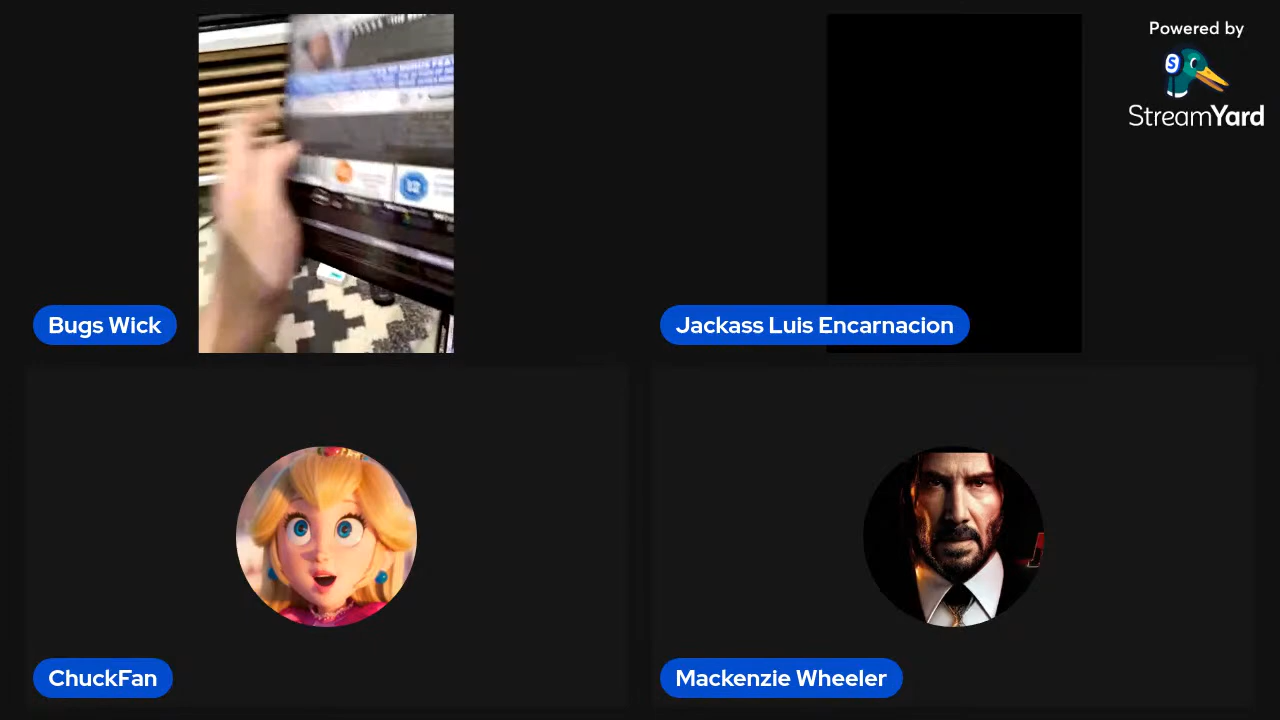 Powered by
StreamYard
Bugs Wick
Jackass Luis Encarnacion
ChuckFan
Mackenzie Wheeler